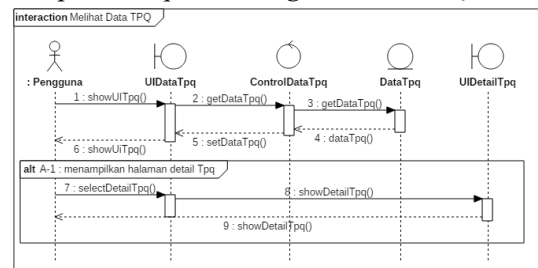 interaction Melihat Data TPQ
: Pengguna
UIDataTpq
ControlDataTpq
DataTpq
UIDetailTpq
1 : showUITpq()
2 : getDataTpq()
3 : getDataTpq()
4 : dataTpq()
5 : setDataTpq()
6 : showUiTpq()
alt A-1 : menampilkan halaman detail Tpq
7 : selectDetailTpq()
8 : showDetailTpq()
9 : showDetailTpq()